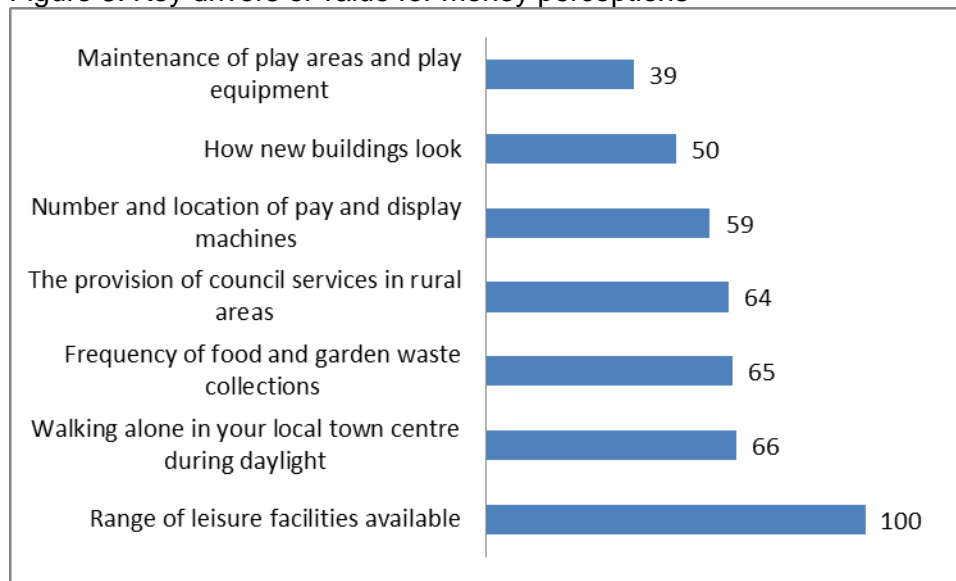 Maintenance of play areas and play
equipment
39
How new buildings look
50
Number and location of pay and display
machines
59
The provision of council services in rural
areas
64
Frequency of food and garden waste
collections
65
Walking alone in your local town centre
during daylight
66
Range of leisure facilities available
100